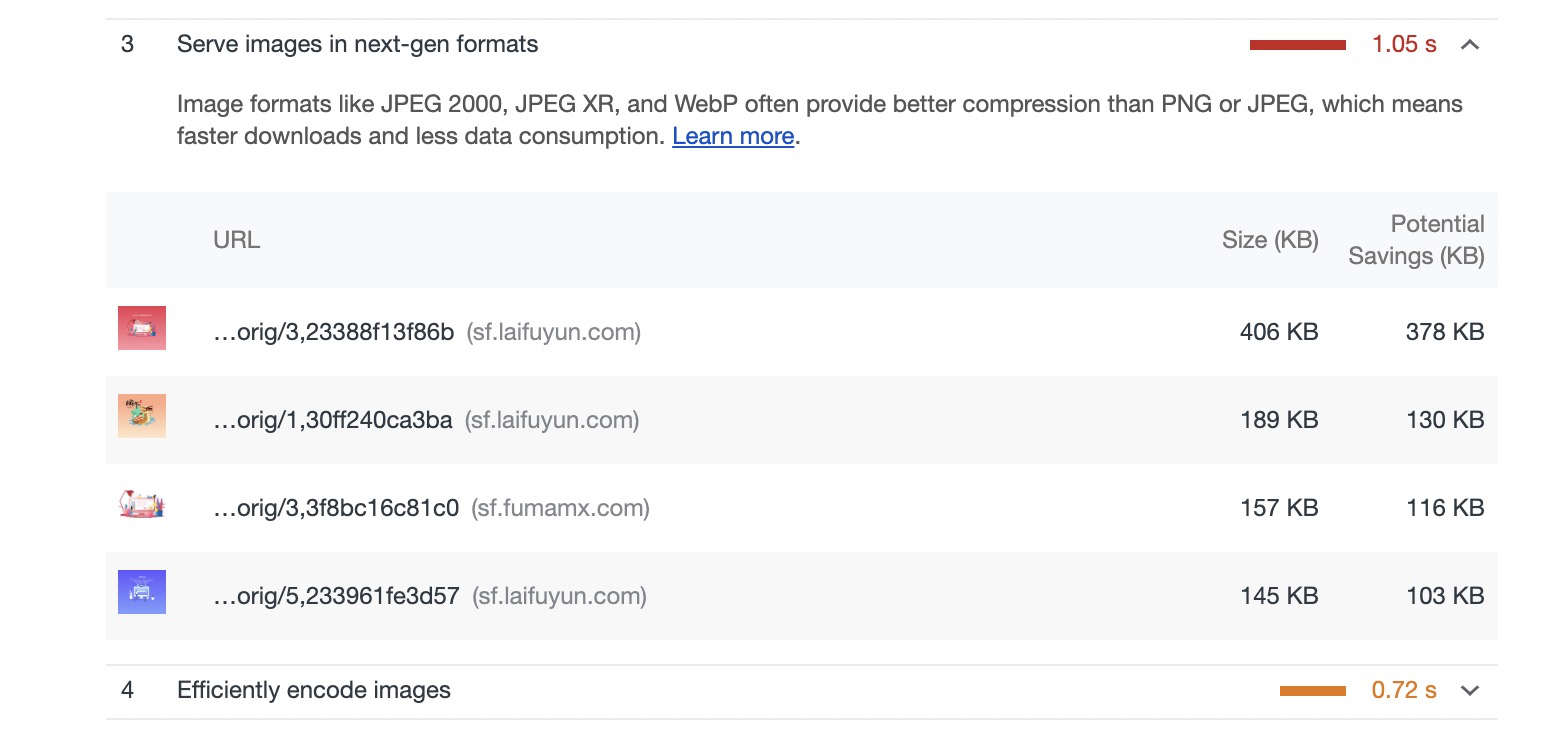 3 Serve images in next-gen formats 1.05 s
Image formats like JPEG 2000, JPEG XR, and WebP often provide better compression than PNG or JPEG, which means
faster downloads and less data consumption. Learn more.
URL Size (KB) Potential
Savings (KB)
…orig/3,23388f13f86b (sf.laifuyun.com) 406 KB 378 KB
…orig/1,30ff240ca3ba (sf.laifuyun.com) 189 KB 130 KB
…orig/3,3f8bc16c81c0 (sf.fumamx.com) 157 KB 116 KB
…orig/5,233961fe3d57 (sf.laifuyun.com) 145 KB 103 KB
4 Efficiently encode images 0.72 s